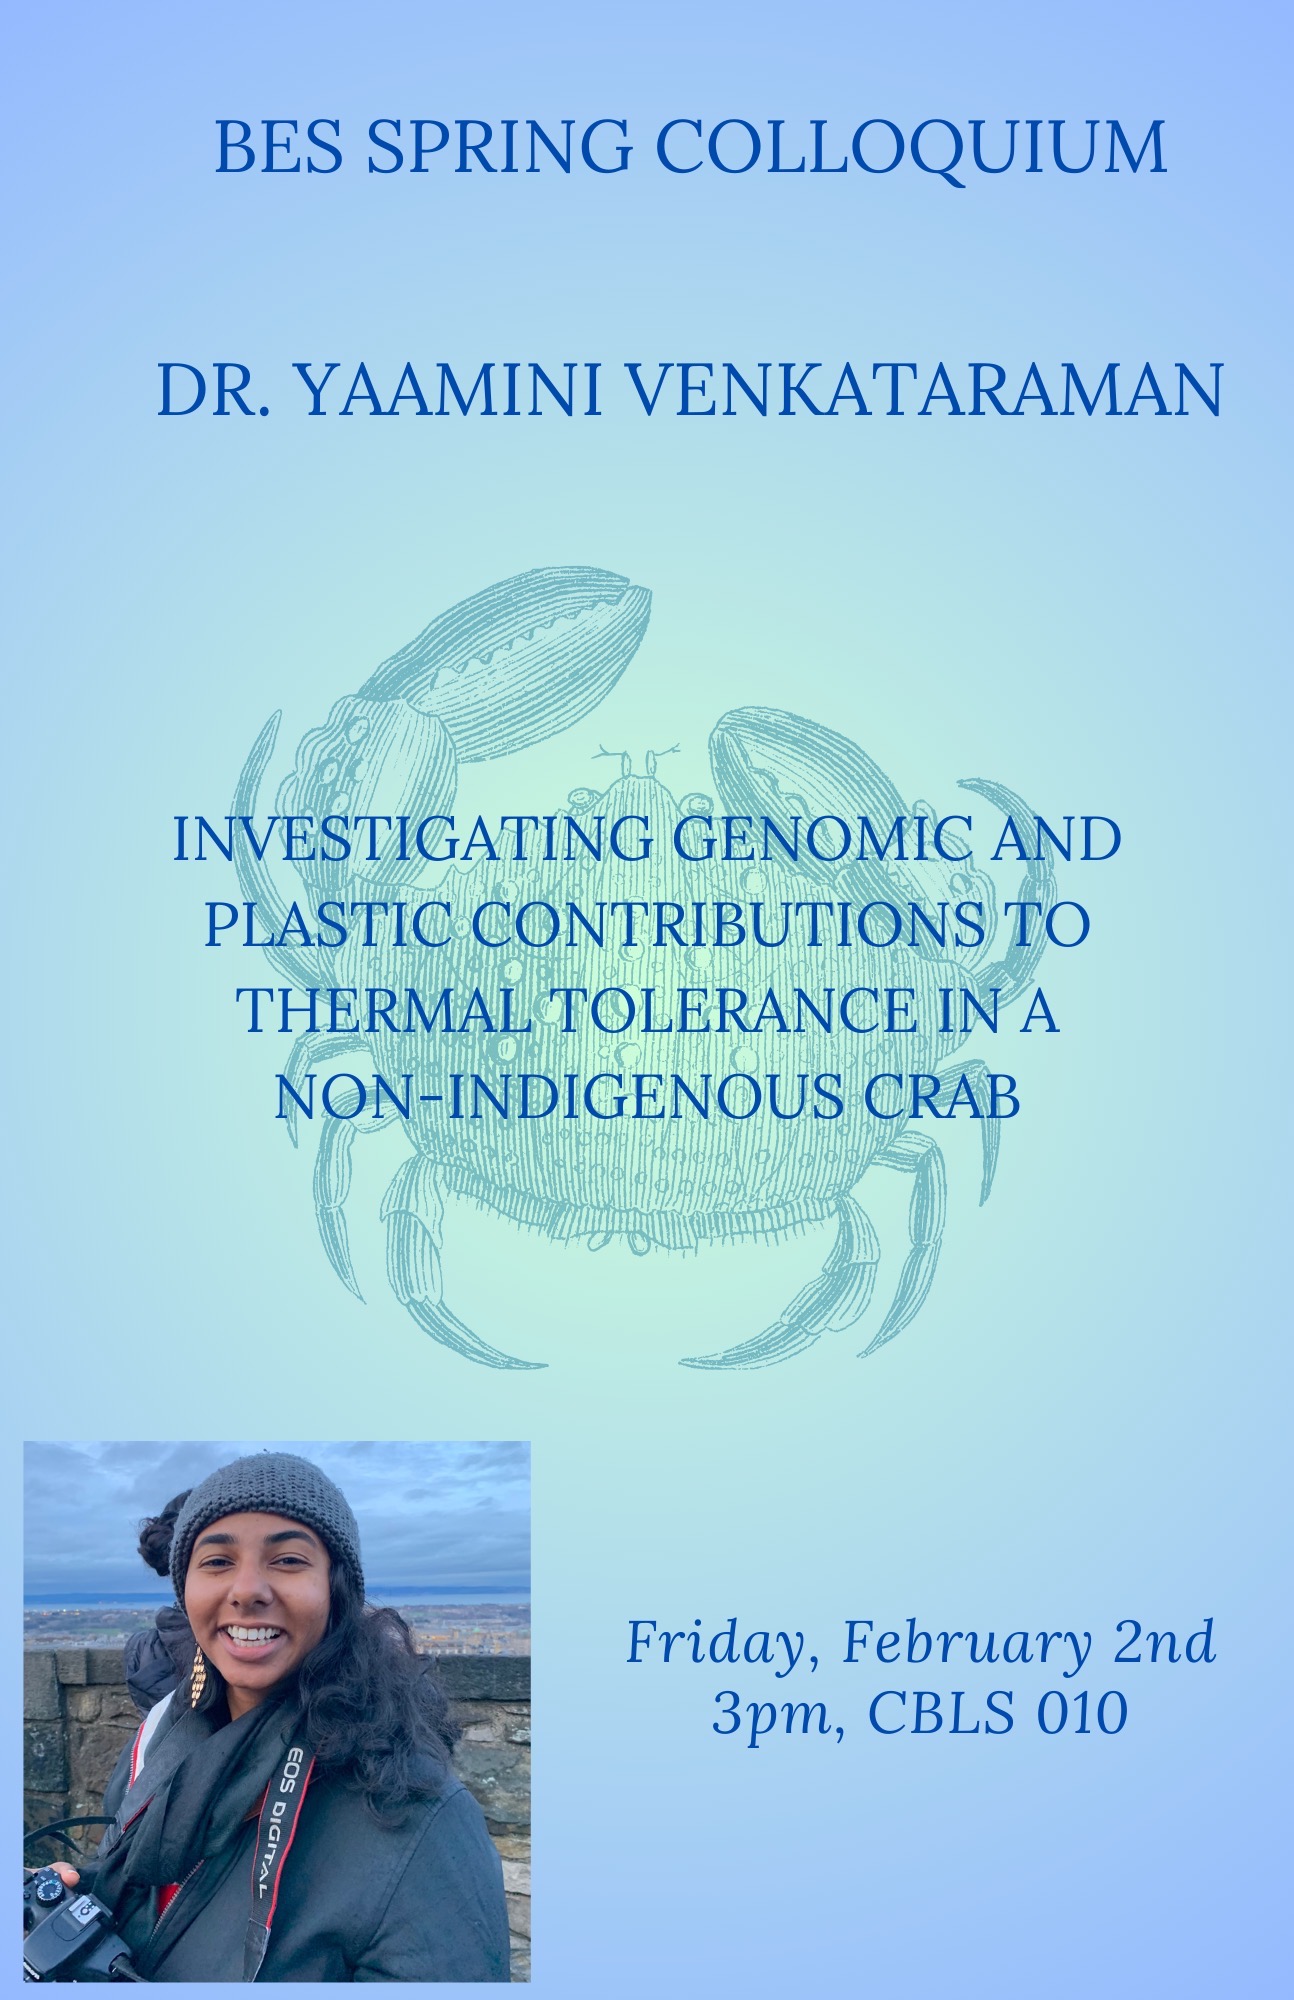 BES SPRING COLLOQUIUM
DR. YAAMINI VENKATARAMAN
INVESTIGATING GENOMIC AND
PLASTIC CONTRIBUTIONS TO
THERMAL TOLERANCE IN A
NON-INDIGENOUS CRAB
Friday, February 2nd
3pm, CBLS 010
EOS DIGITAL